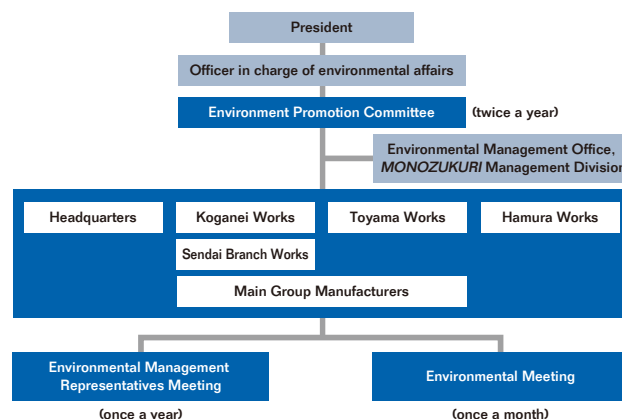 President
Officer in charge of environmental affairs
Environment Promotion Committee (twice a year)
Environmental Management Office,
MONOZUKURI Management Division
Headquarters Koganei Works Toyama Works Hamura Works
Sendai Branch Works
Main Group Manufacturers
Environmental Management
Representatives Meeting
Environmental Meeting
(once a year) (once a month)